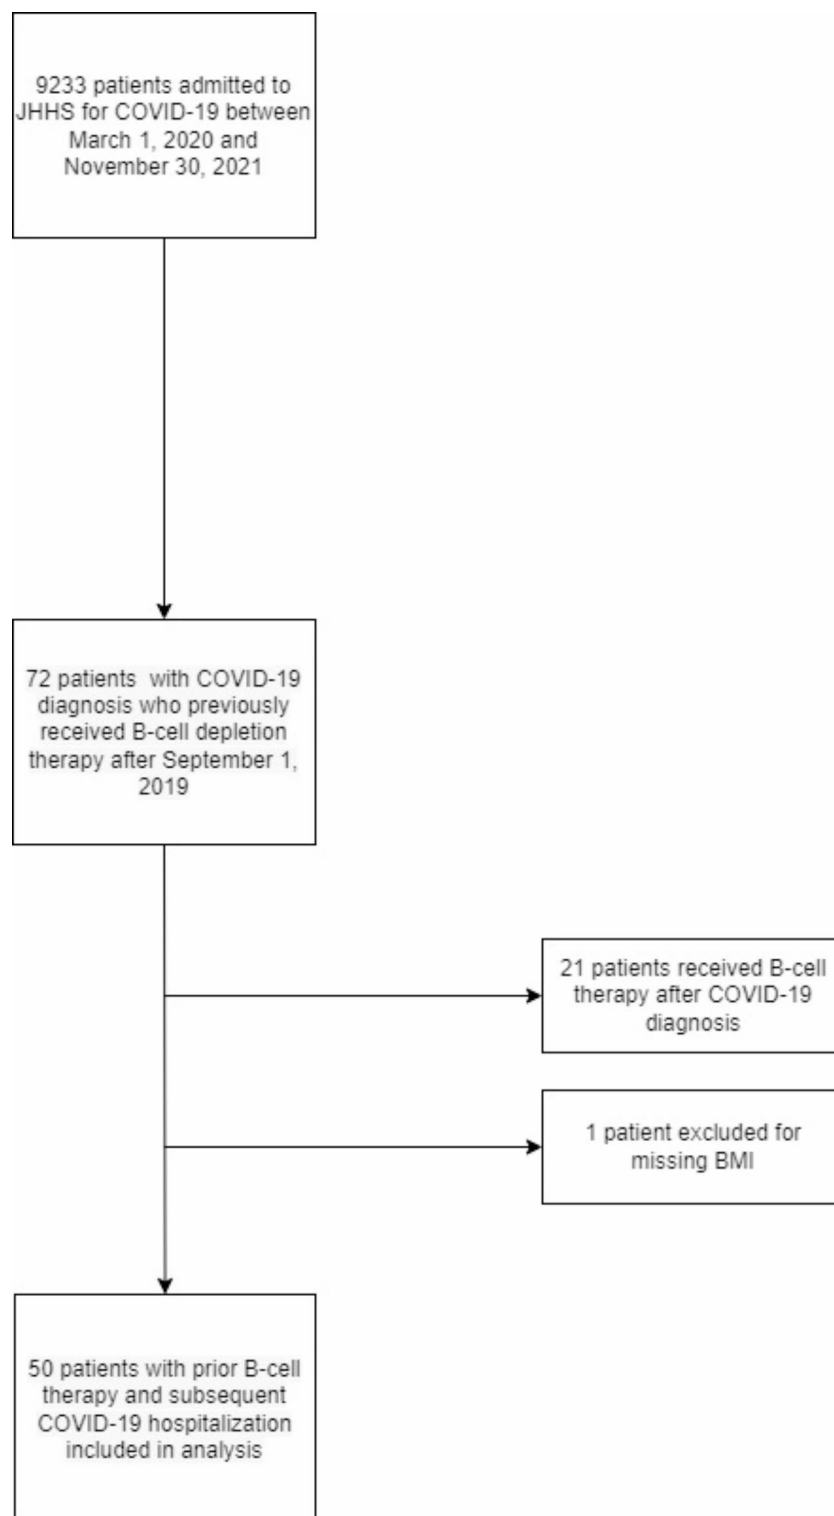 9233 patients admitted to
JHHS for COVID-19 between
March 1, 2020 and
November 30, 2021
72 patients with COVID-19
diagnosis who previously
received B-cell depletion
therapy after September 1,
2019
21 patients received B-cell
therapy after COVID-19
diagnosis
1 patient excluded for
missing BMI
50 patients with prior B-cell
therapy and subsequent
COVID-19 hospitalization
included in analysis